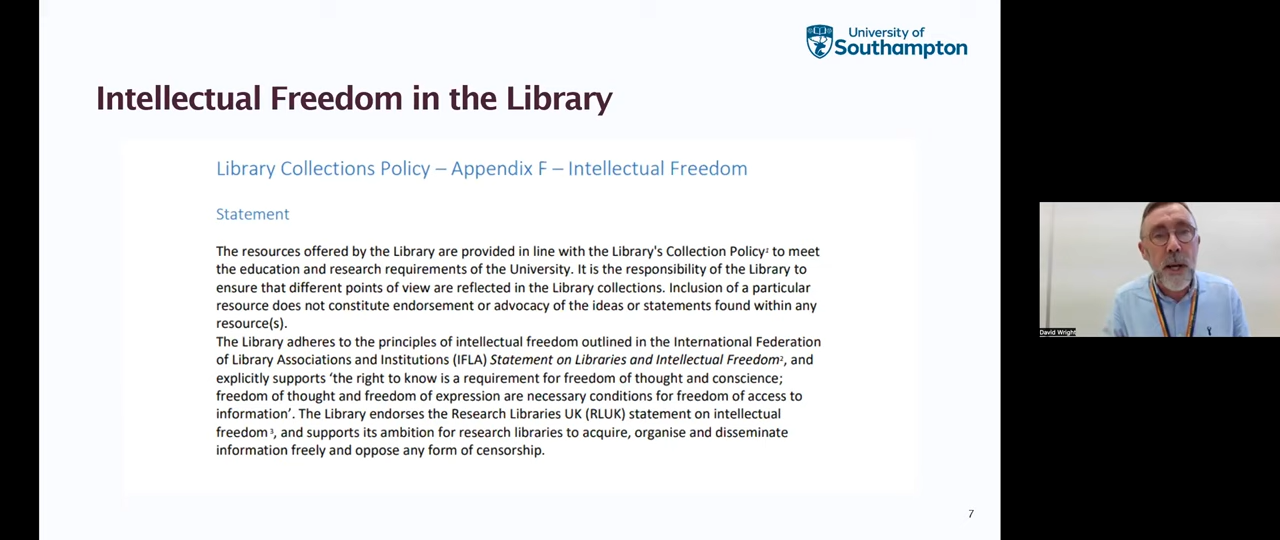 University of
Southampton
Intellectual Freedom in the Library
Library Collections Policy – Appendix F – Intellectual Freedom
Statement
The resources offered by the Library are provided in line with the Library's Collection Policy¹ to meet
the education and research requirements of the University. It is the responsibility of the Library to
ensure that different points of view are reflected in the Library collections. Inclusion of a particular
resource does not constitute endorsement or advocacy of the ideas or statements found within any
resource(s).
The Library adheres to the principles of intellectual freedom outlined in the International Federation
of Library Associations and Institutions (IFLA) Statement on Libraries and Intellectual Freedom², and
explicitly supports ‘the right to know is a requirement for freedom of thought and conscience;
freedom of thought and freedom of expression are necessary conditions for freedom of access to
information’. The Library endorses the Research Libraries UK (RLUK) statement on intellectual
freedom³, and supports its ambition for research libraries to acquire, organise and disseminate
information freely and oppose any form of censorship.
David Wright
7